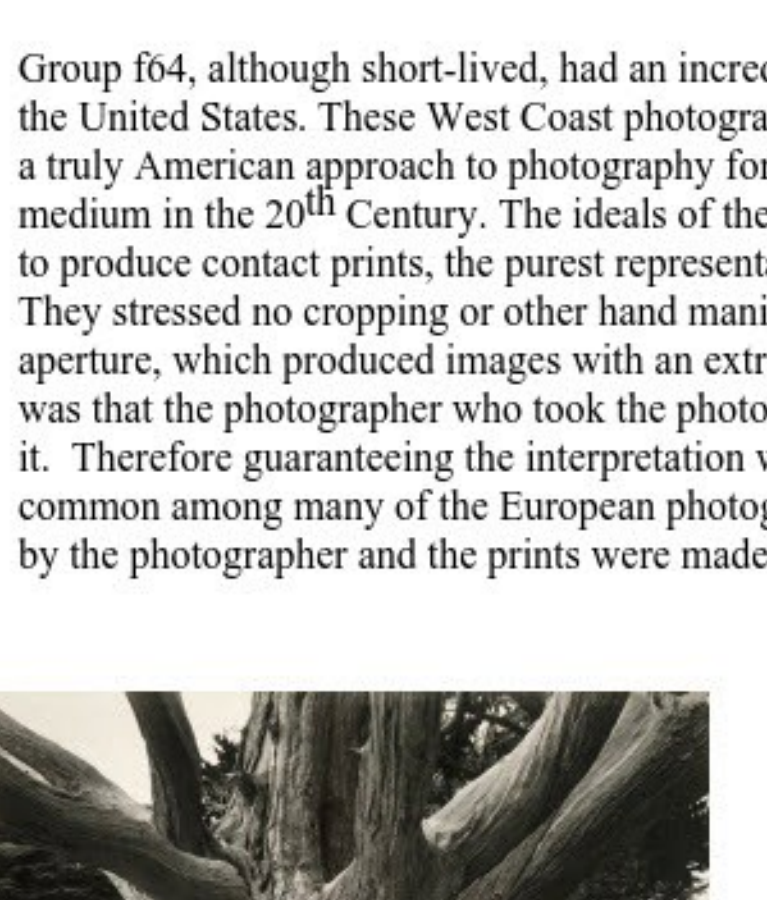 Group f64, although short-lived, had an incred
the United States. These West Coast photogra
a truly American approach to photography for
medium in the 20th Century. The ideals of the
to produce contact prints, the purest represent
They stressed no cropping or other hand mani
aperture, which produced images with an extr
was that the photographer who took the photo
it.  Therefore guaranteeing the interpretation
common among many of the European photog
by the photographer and the prints were made